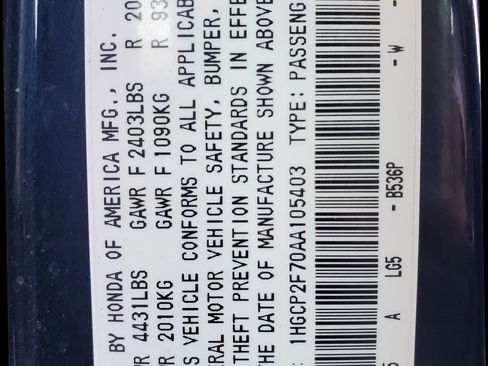 BY HONDA OF AMERICA MFG., INC.
4431LBS GAWR F 2403LBS R 20
2010KG GAWR F 1090KG R 93
S VEHICLE CONFORMS TO ALL APPLICAB
ERAL MOTOR VEHICLE SAFETY, BUMPER,
THEFT PREVENTION STANDARDS IN EFFE
THE DATE OF MANUFACTURE SHOWN ABOVE
1HGCP2F70AA105403 TYPE: PASSENG
A LG5 - B536P - W -